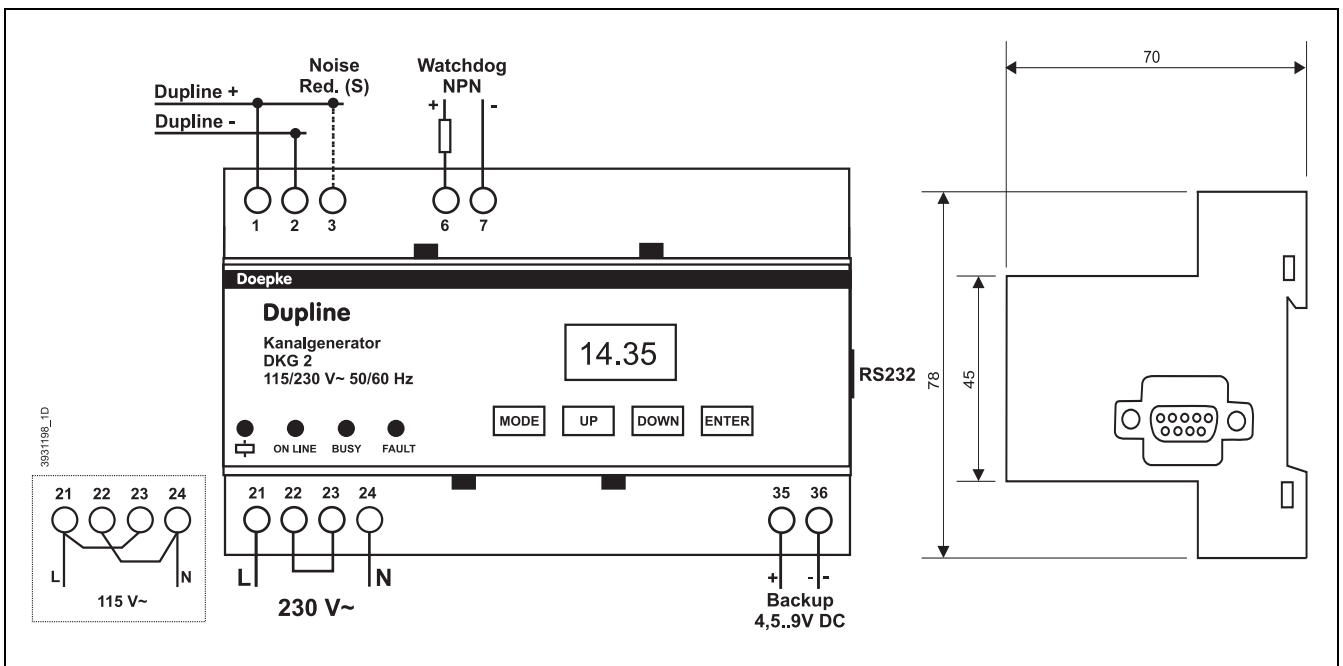 Noise
Red. (S)
Watchdog
NPN
Dupline +
Dupline -
+ -
1 2 3 6 7
Doepke
Dupline
Kanalgenerator
DKG 2
115/230 V~ 50/60 Hz
14.35
RS232
MODE UP DOWN ENTER
ON LINE BUSY FAULT
3931198_1D
21 22 23 24
L N
115 V~
21 22 23 24
L N
230 V~
35 36
+ - -
Backup
4,5..9V DC
70
78
45